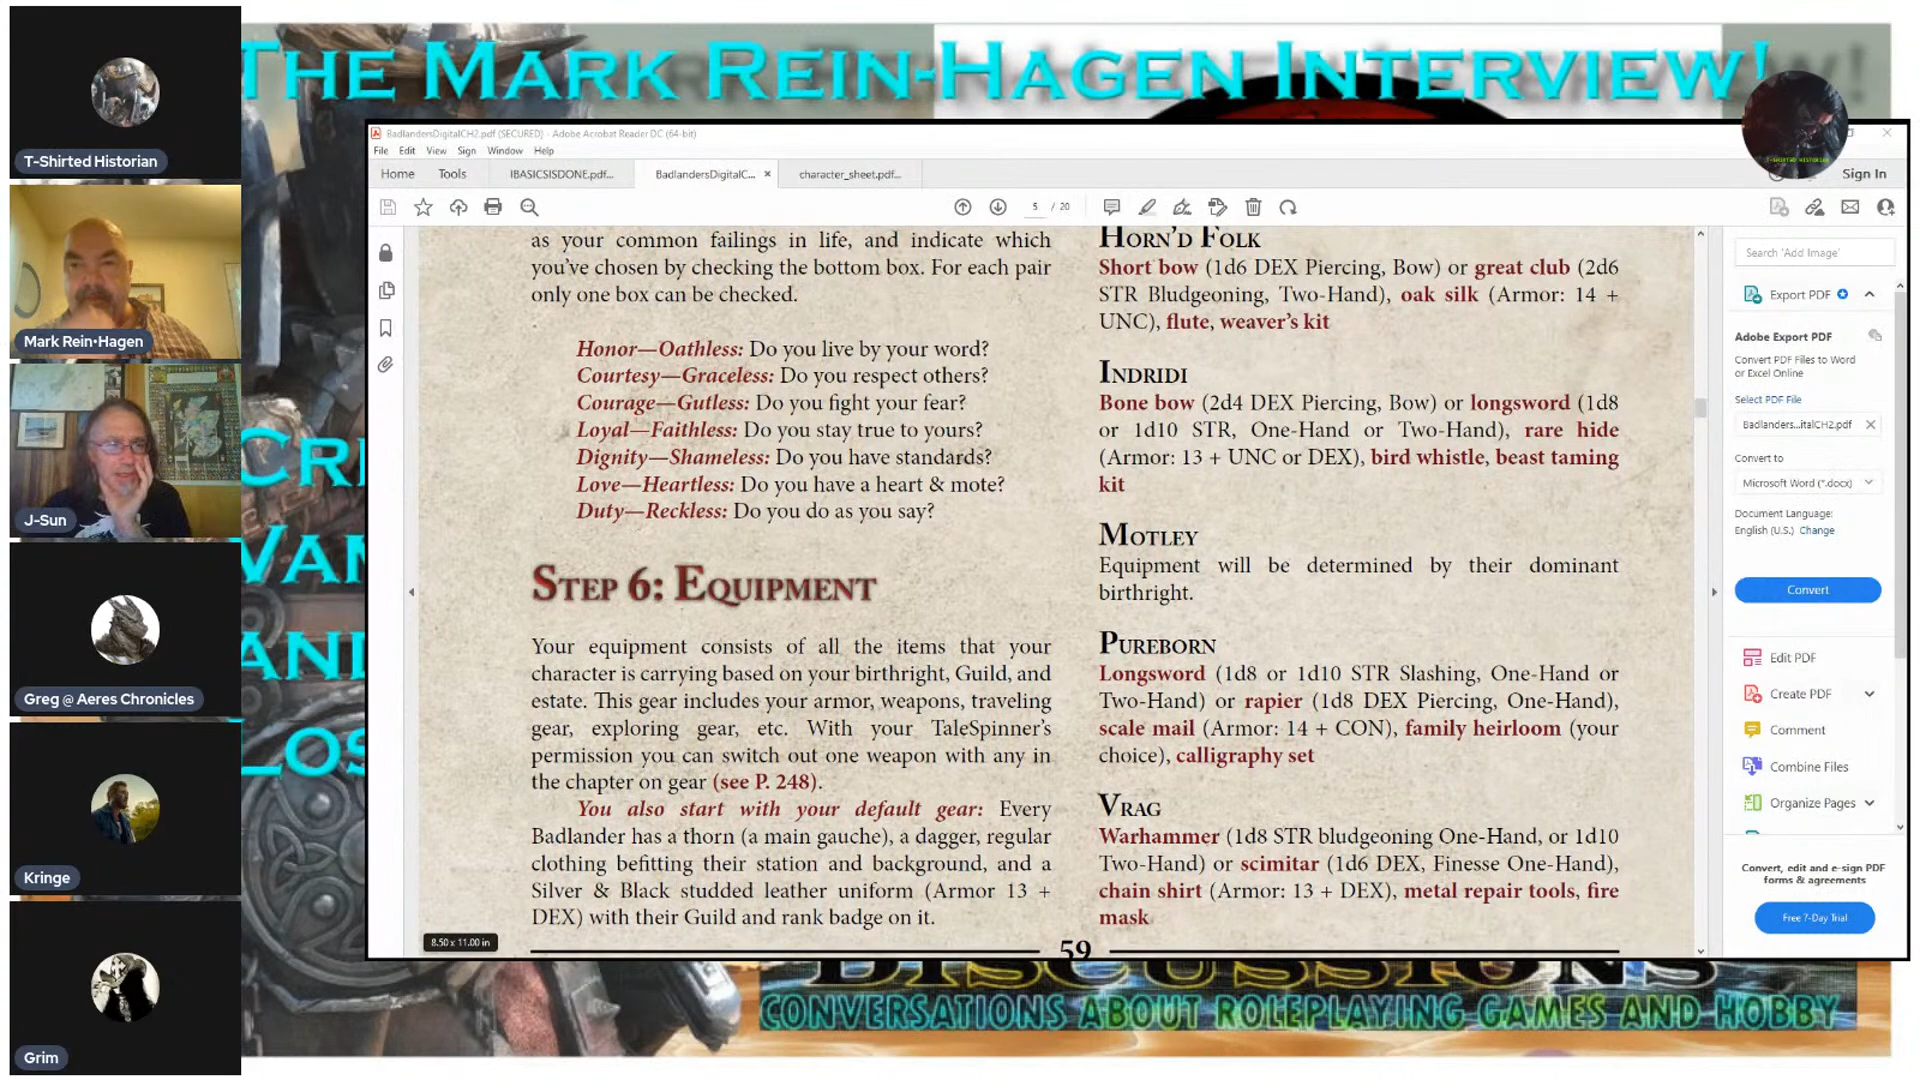 THE MARK REIN-HAGEN INTERVIEW!
T-Shirted Historian
Mark Rein•Hagen
J-Sun
Greg @ Aeres Chronicles
Kringe
Grim
CRE
VAM
AND
LOS
BadlandersDigitalCH2.pdf (SECURED) - Adobe Acrobat Reader DC (64-bit)
File Edit View Sign Window Help
Home Tools IBASICSISDONE.pdf... BadlandersDigitalC... × character_sheet.pdf... Sign In
5 / 20
as your common failings in life, and indicate which
you've chosen by checking the bottom box. For each pair
only one box can be checked.
Honor—Oathless: Do you live by your word?
Courtesy—Graceless: Do you respect others?
Courage—Gutless: Do you fight your fear?
Loyal—Faithless: Do you stay true to yours?
Dignity—Shameless: Do you have standards?
Love—Heartless: Do you have a heart & mote?
Duty—Reckless: Do you do as you say?
STEP 6: EQUIPMENT
Your equipment consists of all the items that your
character is carrying based on your birthright, Guild, and
estate. This gear includes your armor, weapons, traveling
gear, exploring gear, etc. With your TaleSpinner's
permission you can switch out one weapon with any in
the chapter on gear (see P. 248).
You also start with your default gear: Every
Badlander has a thorn (a main gauche), a dagger, regular
clothing befitting their station and background, and a
Silver & Black studded leather uniform (Armor 13 +
DEX) with their Guild and rank badge on it.
HORN'D FOLK
Short bow (1d6 DEX Piercing, Bow) or great club (2d6
STR Bludgeoning, Two-Hand), oak silk (Armor: 14 +
UNC), flute, weaver's kit
INDRIDI
Bone bow (2d4 DEX Piercing, Bow) or longsword (1d8
or 1d10 STR, One-Hand or Two-Hand), rare hide
(Armor: 13 + UNC or DEX), bird whistle, beast taming
kit
MOTLEY
Equipment will be determined by their dominant
birthright.
PUREBORN
Longsword (1d8 or 1d10 STR Slashing, One-Hand or
Two-Hand) or rapier (1d8 DEX Piercing, One-Hand),
scale mail (Armor: 14 + CON), family heirloom (your
choice), calligraphy set
VRAG
Warhammer (1d8 STR bludgeoning One-Hand, or 1d10
Two-Hand) or scimitar (1d6 DEX, Finesse One-Hand),
chain shirt (Armor: 13 + DEX), metal repair tools, fire
mask
59
8.50 x 11.00 in
Search 'Add Image'
Export PDF
Adobe Export PDF
Convert PDF Files to Word
or Excel Online
Select PDF File
Badlanders...italCH2.pdf ×
Convert to
Microsoft Word (*.docx)
Document Language:
English (U.S.) Change
Convert
Edit PDF
Create PDF
Comment
Combine Files
Organize Pages
Convert, edit and e-sign PDF
forms & agreements
Free 7-Day Trial
DISCUSSIONS
CONVERSATIONS ABOUT ROLEPLAYING GAMES AND HOBBY